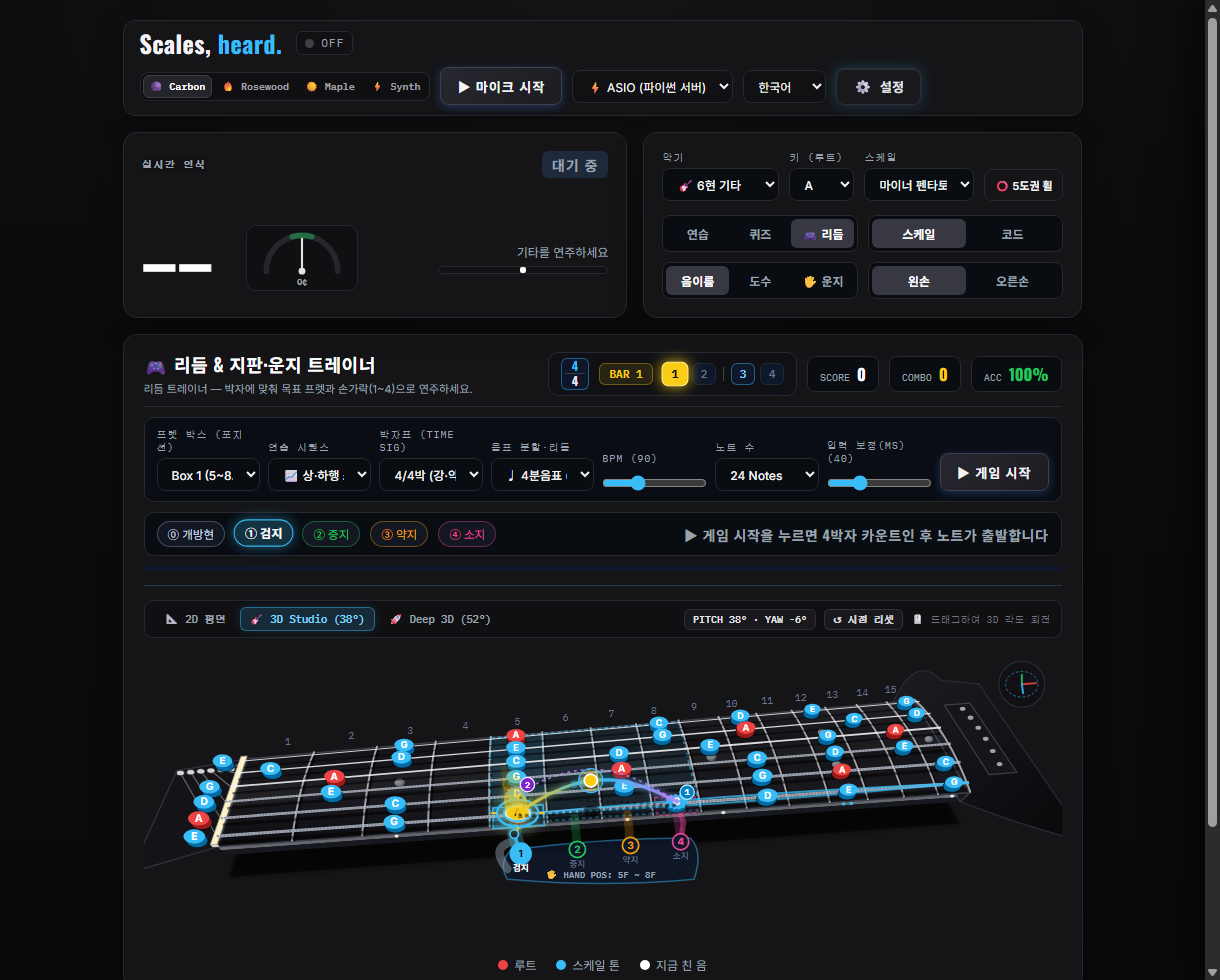 Scales, heard.
OFF
Carbon
Rosewood
Maple
Synth
▶ 마이크 시작
ASIO (파이썬 서버)
한국어
설정
실시간 인식
대기 중
기타를 연주하세요
0¢
악기
키 (루트)
스케일
6현 기타
A
마이너 펜타토
5도권 휠
연습
퀴즈
리듬
스케일
코드
음이름
도수
운지
왼손
오른손
리듬 & 지판·운지 트레이너
리듬 트레이너 — 박자에 맞춰 목표 프렛과 손가락(1~4)으로 연주하세요.
4
4
BAR 1
1
2
3
4
SCORE 0
COMBO 0
ACC 100%
프렛 박스 (포지션)
Box 1 (5~8
연습 시퀀스
상·하행
박자표 (TIME SIG)
4/4박 (강·약
음표 분할·리듬
♩ 4분음표 (
BPM (90)
노트 수
24 Notes
입력 보정(MS) (40)
▶ 게임 시작
⓪ 개방현
① 검지
② 중지
③ 약지
④ 소지
▶ 게임 시작을 누르면 4박자 카운트인 후 노트가 출발합니다
2D 평면
3D Studio (38°)
Deep 3D (52°)
PITCH 38° · YAW -6°
↺ 시점 리셋
드래그하여 3D 각도 회전
1 2 3 4 5 6 7 8 9 10 11 12 13 14 15
E C G A C D E G
G D E G D A C D
D A E C E G D A E
A C G A E C D E C
E G G D E G
2
1
1
검지
2
중지
3
약지
4
소지
HAND POS: 5F ~ 8F
루트
스케일 톤
지금 친 음